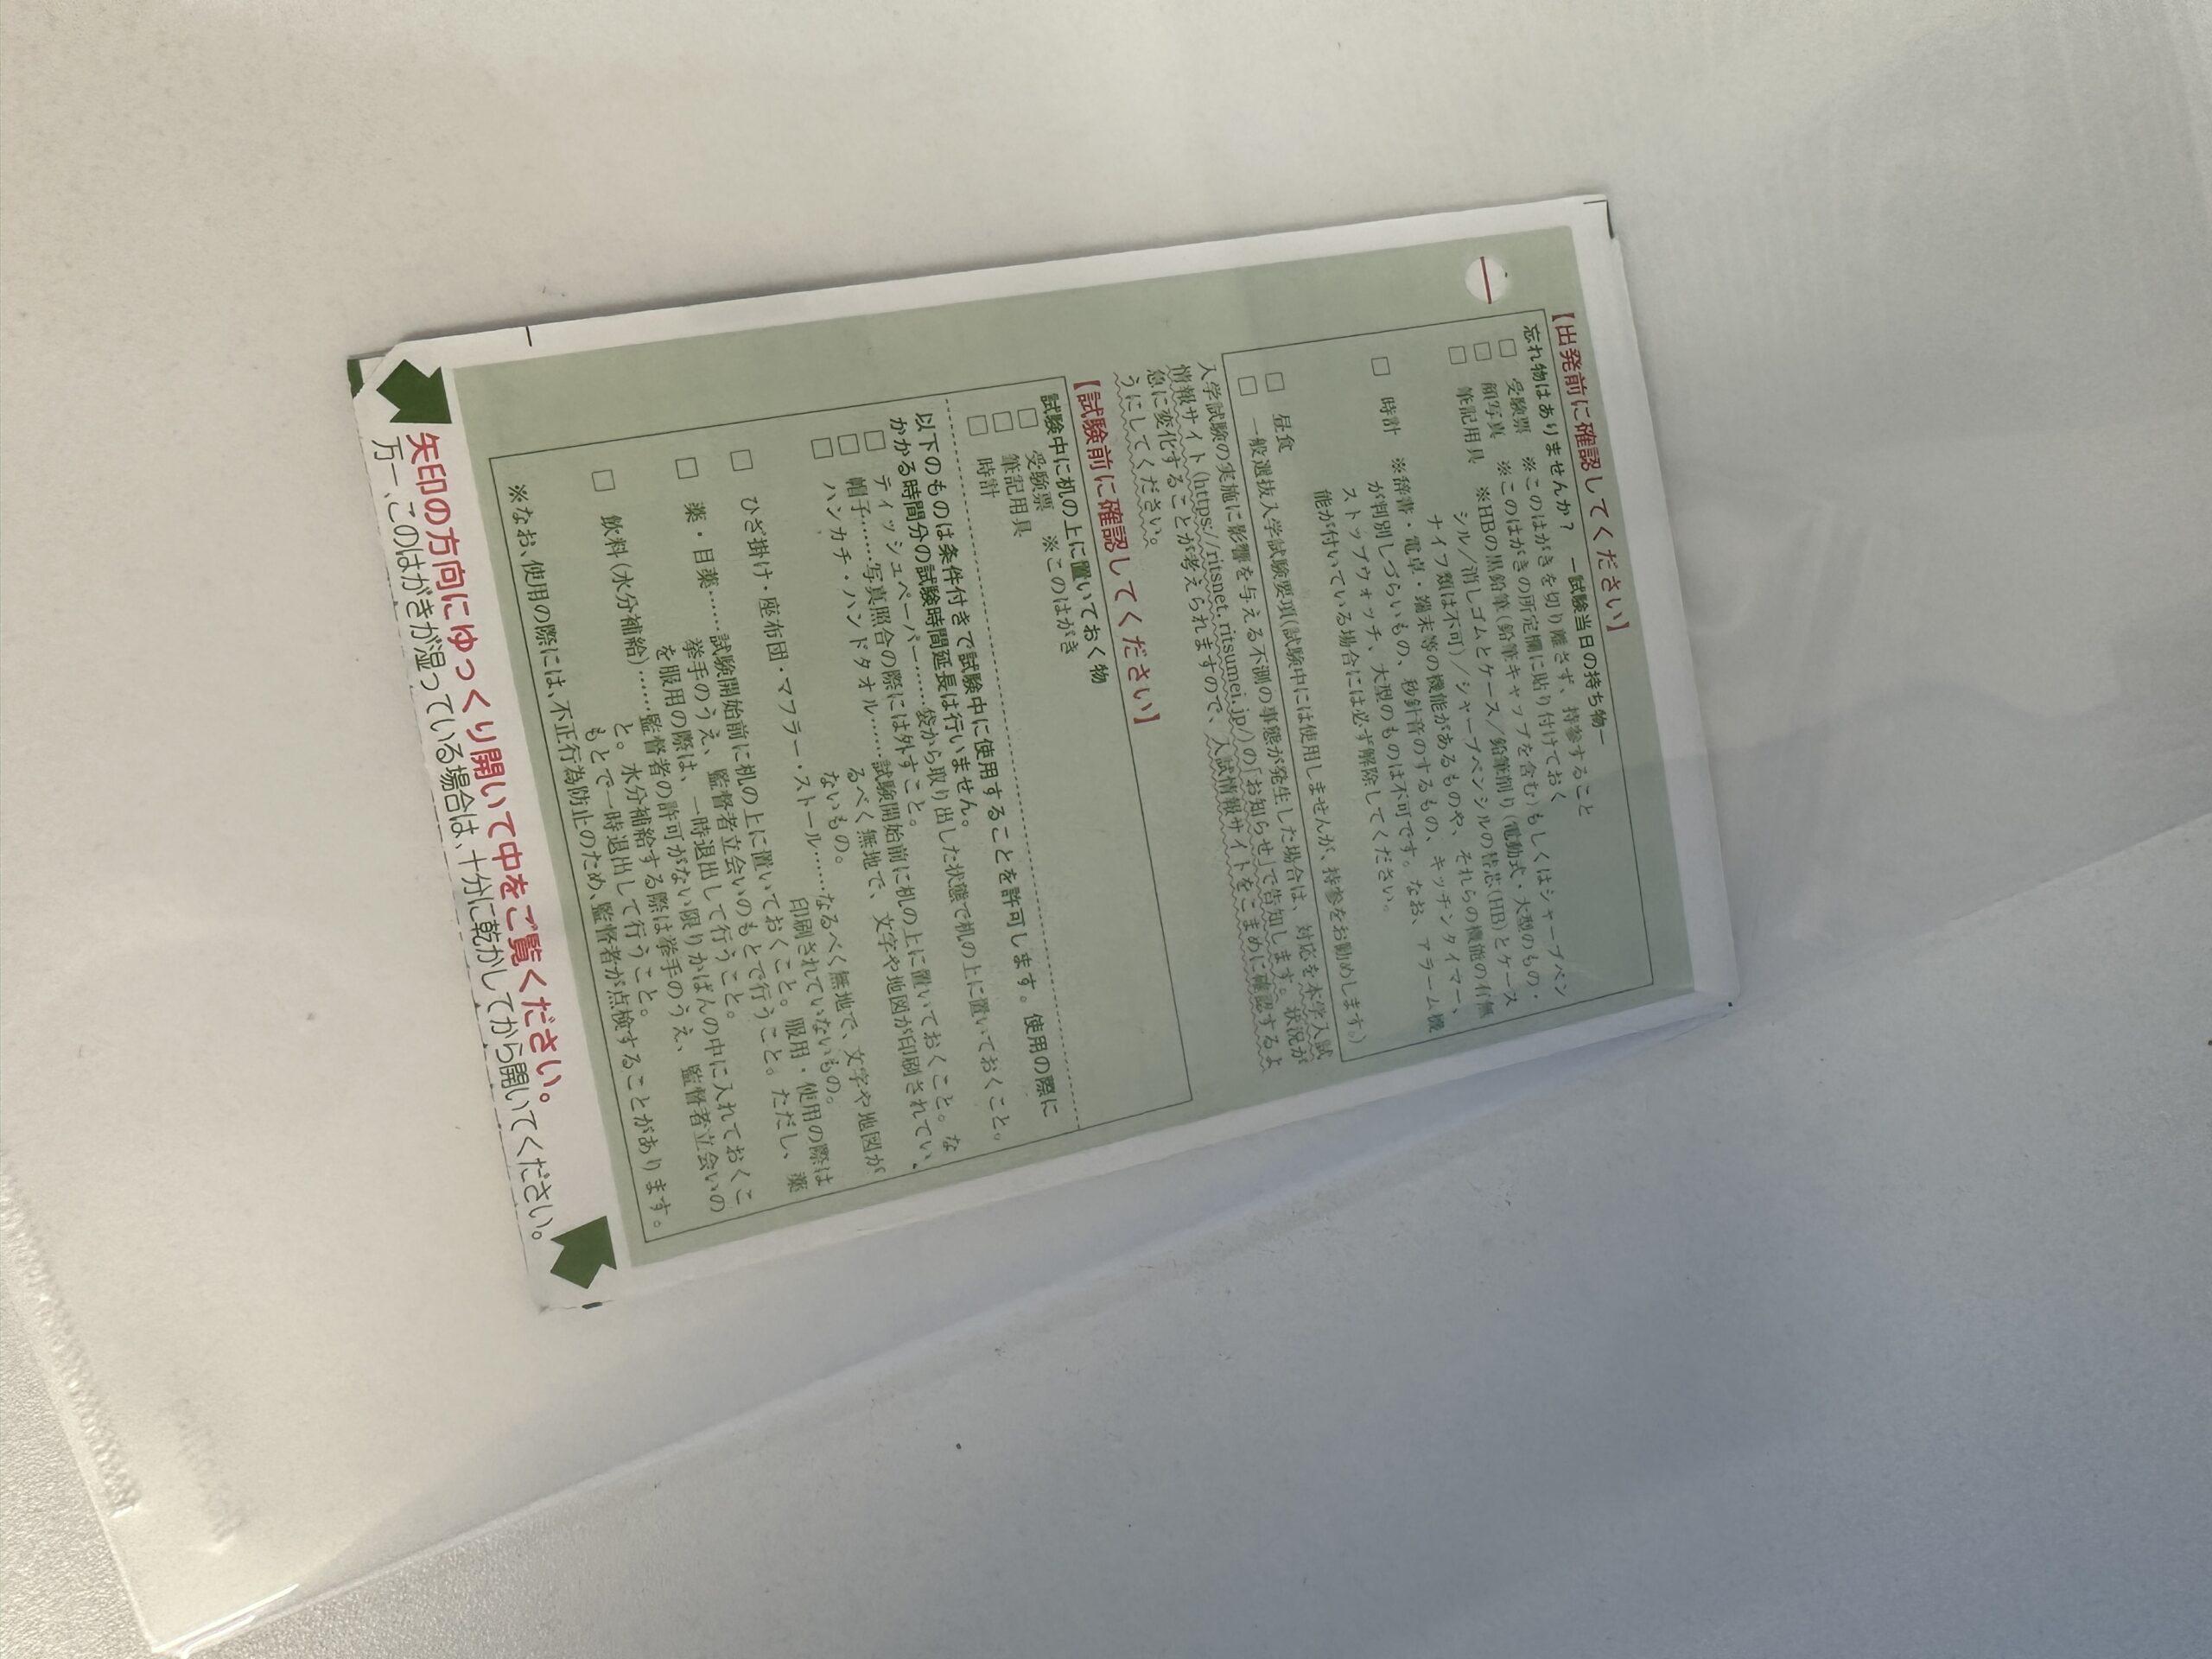 【出発前に確認してください】
忘れ物はありませんか? ー試験当日の持ち物ー
□ 受験票 ※このはがきを切り離さず、持参すること
□ 顔写真 ※このはがきの所定欄に貼り付けておく
□ 筆記用具 ※HBの黒鉛筆(鉛筆キャップを含む)もしくはシャープペン
シル/消しゴムとケース/鉛筆削り(電動式・大型のもの・
ナイフ類は不可)/シャープペンシルの替芯(HB)とケース
□ 時計 ※辞書・電卓・端末等の機能があるものや、それらの機能の有無
が判別しづらいもの、秒針音のするもの、キッチンタイマー、
ストップウォッチ、大型のものは不可です。なお、アラーム機
能が付いている場合には必ず解除してください。
□ 昼食
□ 一般選抜入学試験要項(試験中には使用しませんが、持参をお勧めします。)
入学試験の実施に影響を与える不測の事態が発生した場合は、対応を本学入試
情報サイト(https://ritsnet.ritsumei.jp/)の「お知らせ」で告知します。状況が
急に変化することが考えられますので、入試情報サイトをこまめに確認するよ
うにしてください。
【試験前に確認してください】
試験中に机の上に置いておく物
□ 受験票 ※このはがき
□ 筆記用具
□ 時計
以下のものは条件付きで試験中に使用することを許可します。使用の際に
かかる時間分の試験時間延長は行いません。
□ ティッシュペーパー……袋から取り出した状態で机の上に置いておくこと。
□ 帽子……写真照合の際には外すこと。
□ ハンカチ・ハンドタオル……試験開始前に机の上に置いておくこと。な
るべく無地で、文字や地図が印刷されてい
ないもの。
□ ひざ掛け・座布団・マフラー・ストール……なるべく無地で、文字や地図が
印刷されていないもの。
□ 薬・目薬……試験開始前に机の上に置いておくこと。服用・使用の際は
挙手のうえ、監督者立会いのもとで行うこと。ただし、薬
を服用の際は、一時退出して行うこと。
□ 飲料(水分補給)……監督者の許可がない限りかばんの中に入れておくこ
と。水分補給する際は挙手のうえ、監督者立会いの
もとで一時退出して行うこと。
※なお、使用の際には、不正行為防止のため、監督者が点検することがあります。
矢印の方向にゆっくり開いて中をご覧ください。
万一、このはがきが湿っている場合は、十分に乾かしてから開いてください。